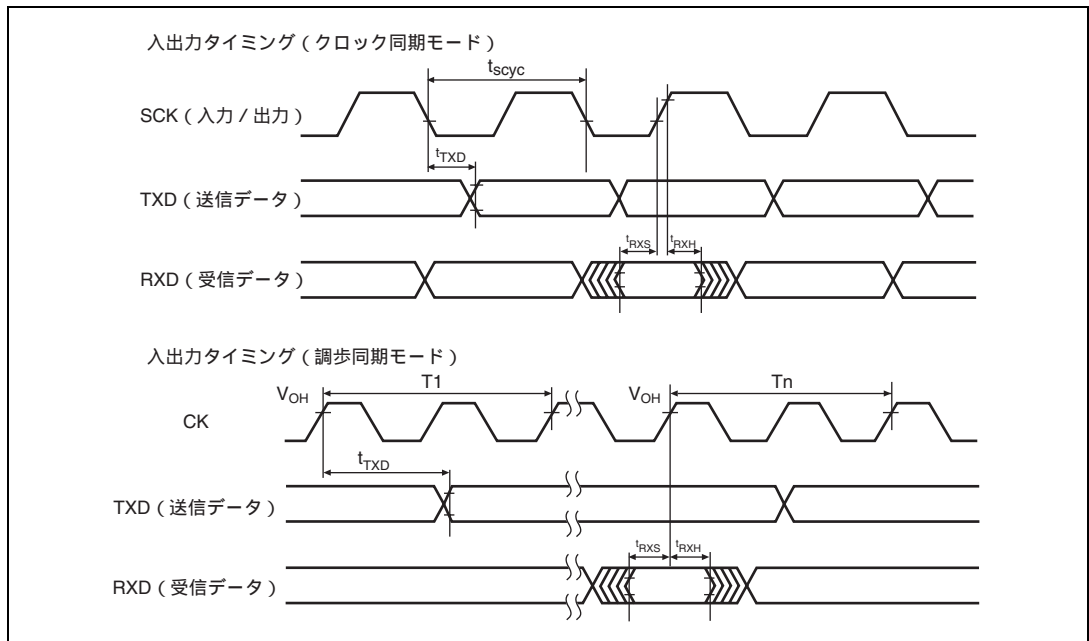 入出力タイミング（クロック同期モード）
tscyc
SCK（入力／出力）
tTXD
TXD（送信データ）
tRXS tRXH
RXD（受信データ）
入出力タイミング（調歩同期モード）
VOH T1 VOH Tn
CK
tTXD
TXD（送信データ）
tRXS tRXH
RXD（受信データ）